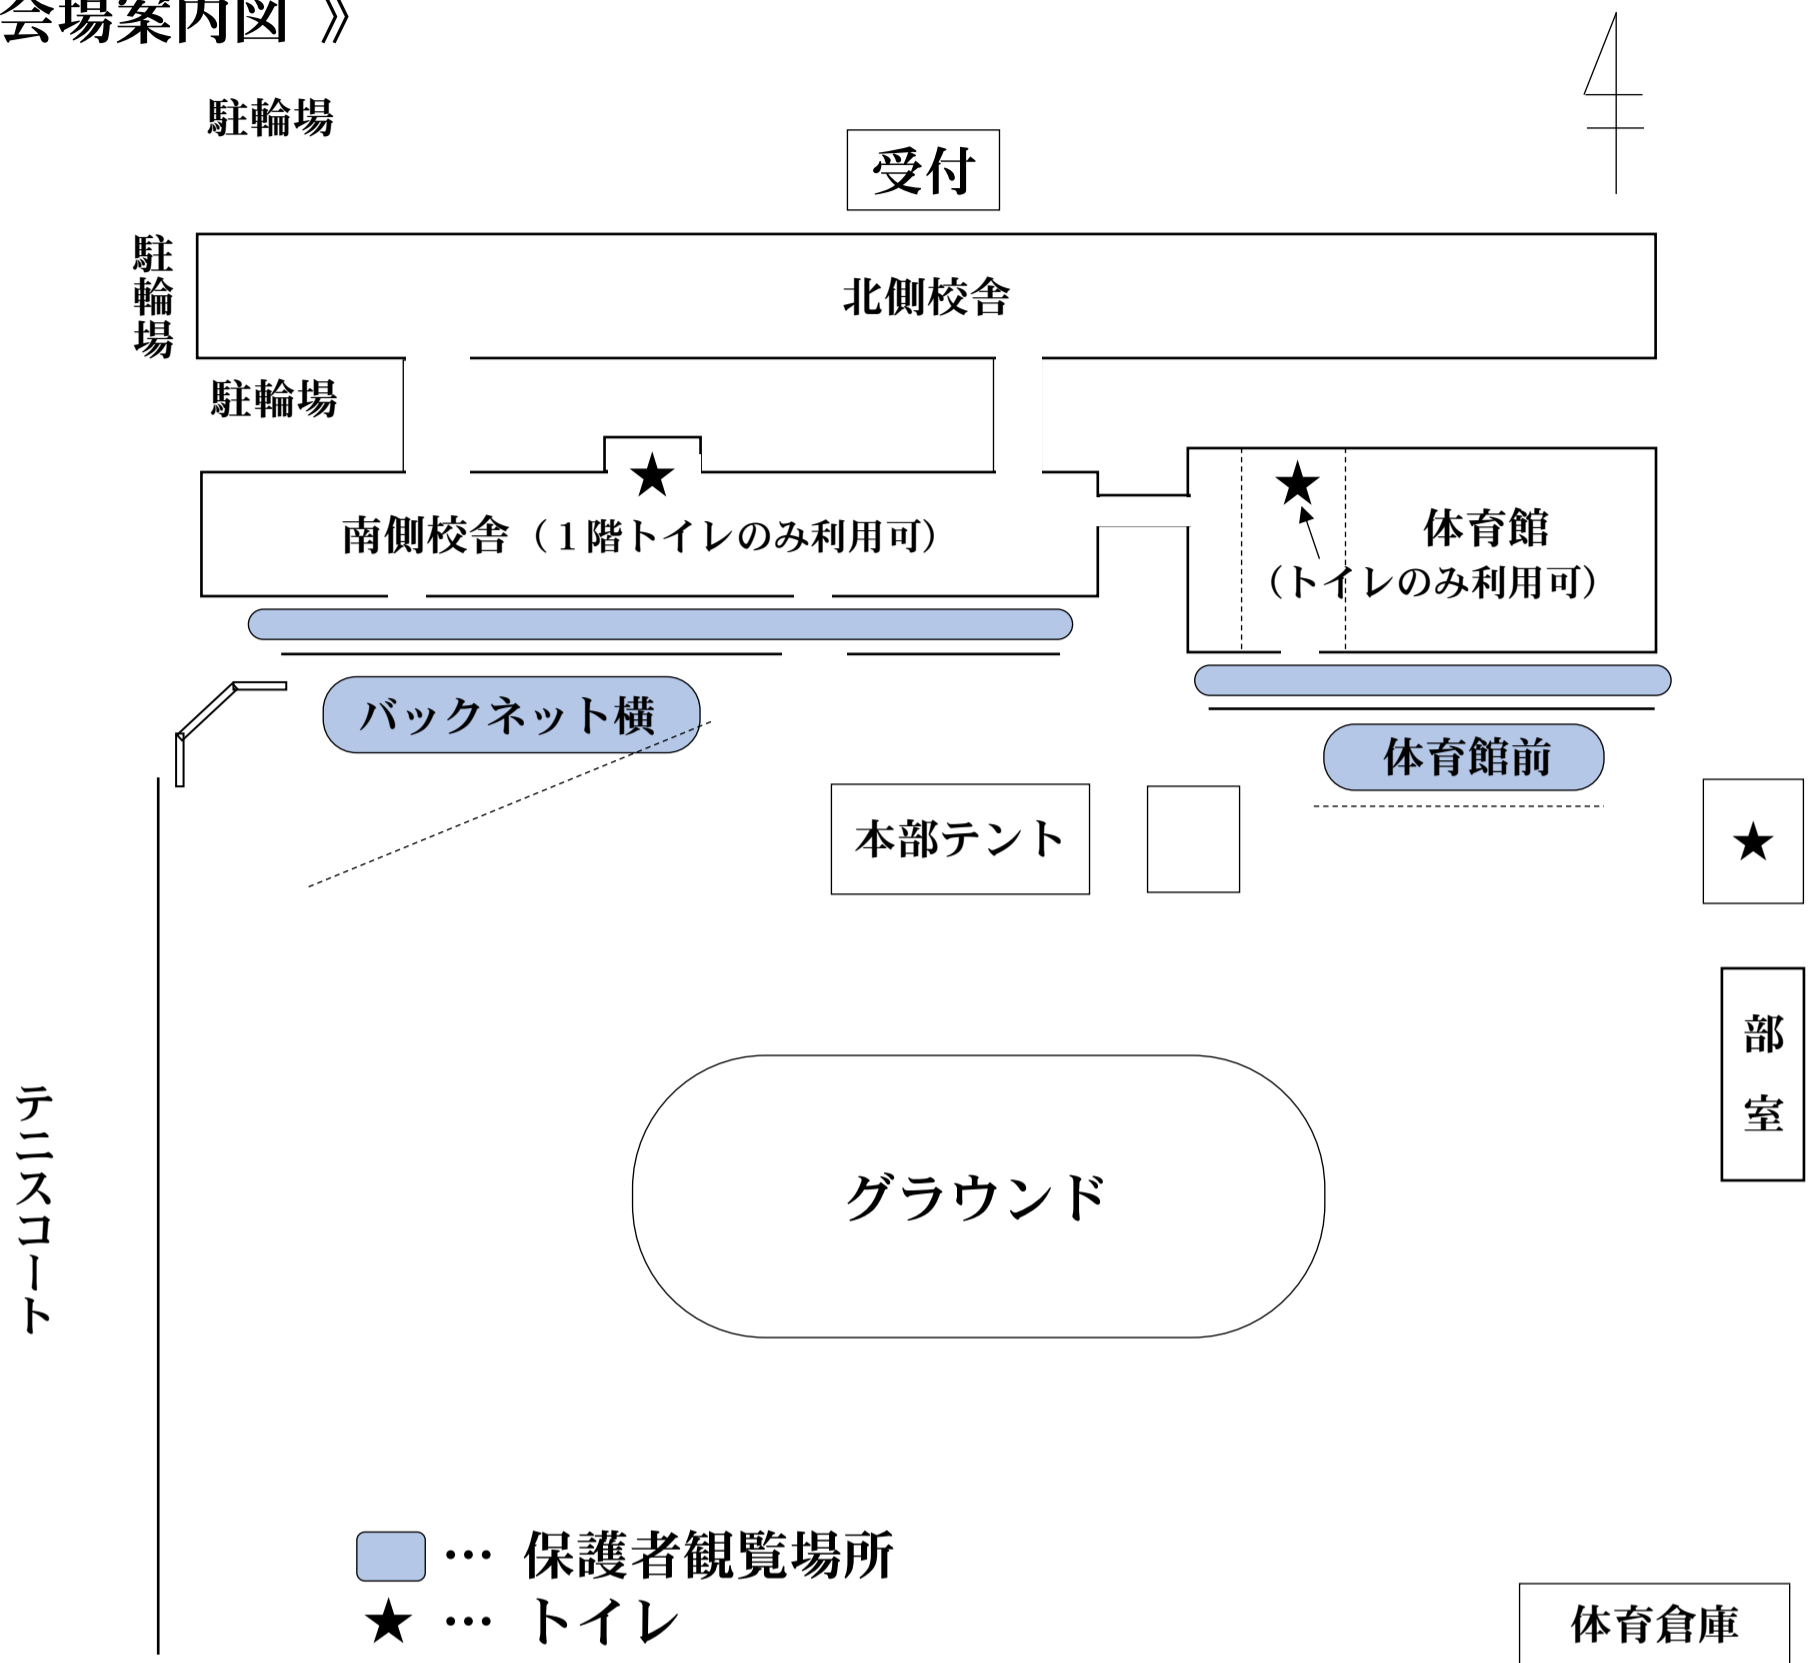 会場案内図 》
駐輪場
受付
駐輪場
北側校舎
駐輪場
★
★
南側校舎（１階トイレのみ利用可）
体育館
（トイレのみ利用可）
バックネット横
体育館前
本部テント
★
部室
グラウンド
テニスコート
… 保護者観覧場所
★ … トイレ
体育倉庫